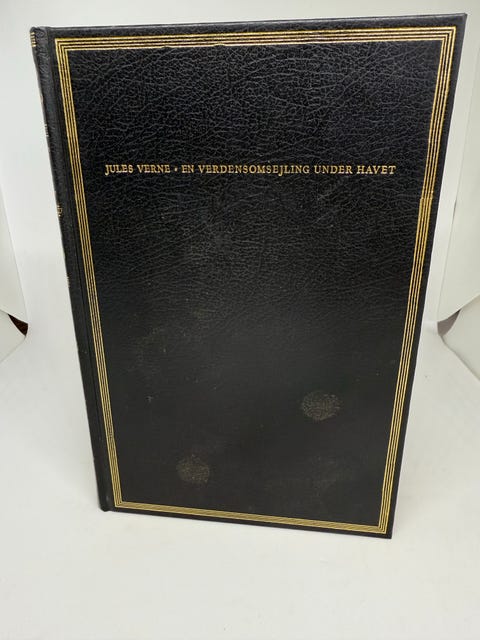 JULES VERNE • EN VERDENSOMSEJLING UNDER HAVET